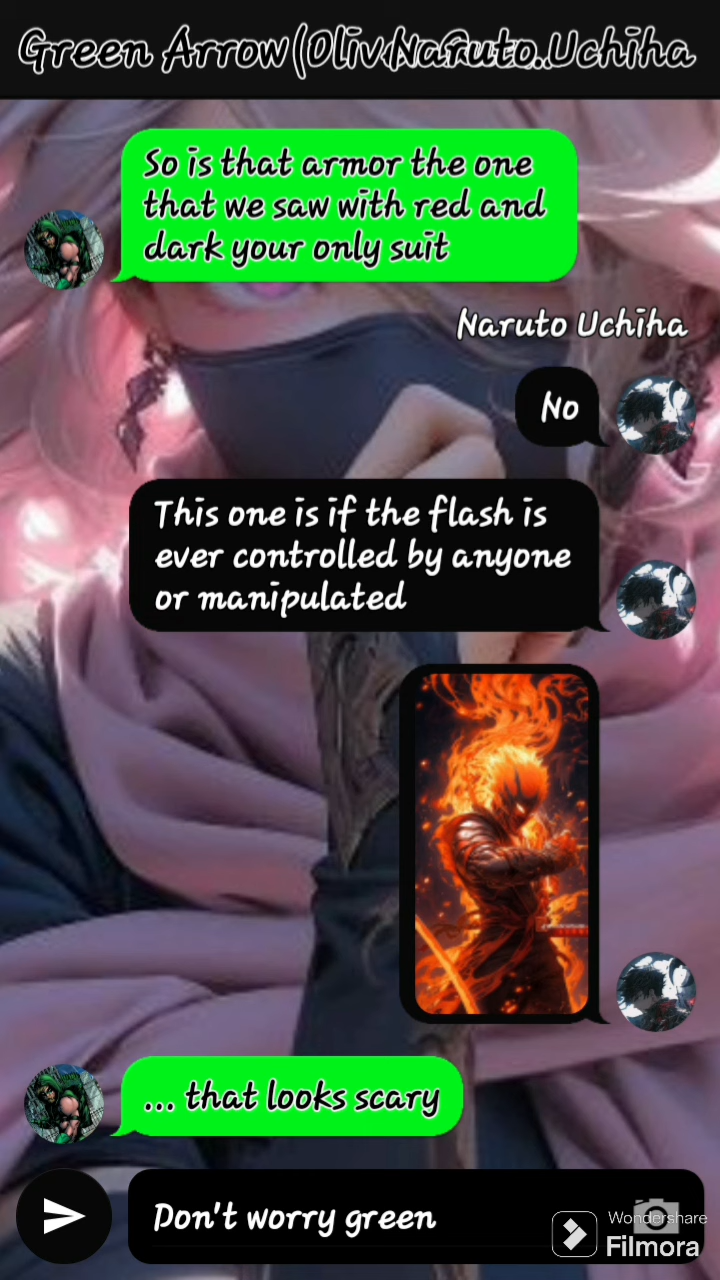 Green Arrow (Oliv Naruto Uchiha
So is that armor the one
that we saw with red and
dark your only suit
Naruto Uchiha
No
This one is if the flash is
ever controlled by anyone
or manipulated
... that looks scary
Don't worry green
Wondershare
Filmora